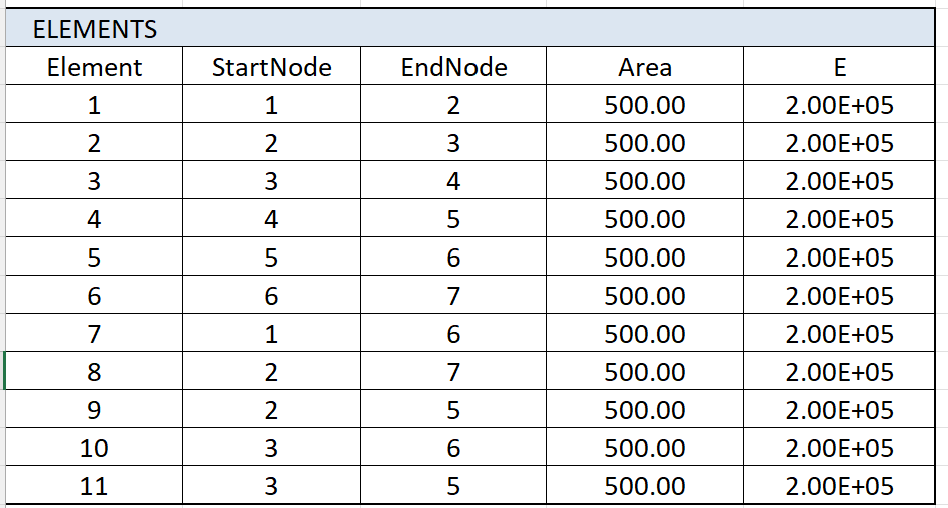 ELEMENTS
Element StartNode EndNode Area E
1 1 2 500.00 2.00E+05
2 2 3 500.00 2.00E+05
3 3 4 500.00 2.00E+05
4 4 5 500.00 2.00E+05
5 5 6 500.00 2.00E+05
6 6 7 500.00 2.00E+05
7 1 6 500.00 2.00E+05
8 2 7 500.00 2.00E+05
9 2 5 500.00 2.00E+05
10 3 6 500.00 2.00E+05
11 3 5 500.00 2.00E+05